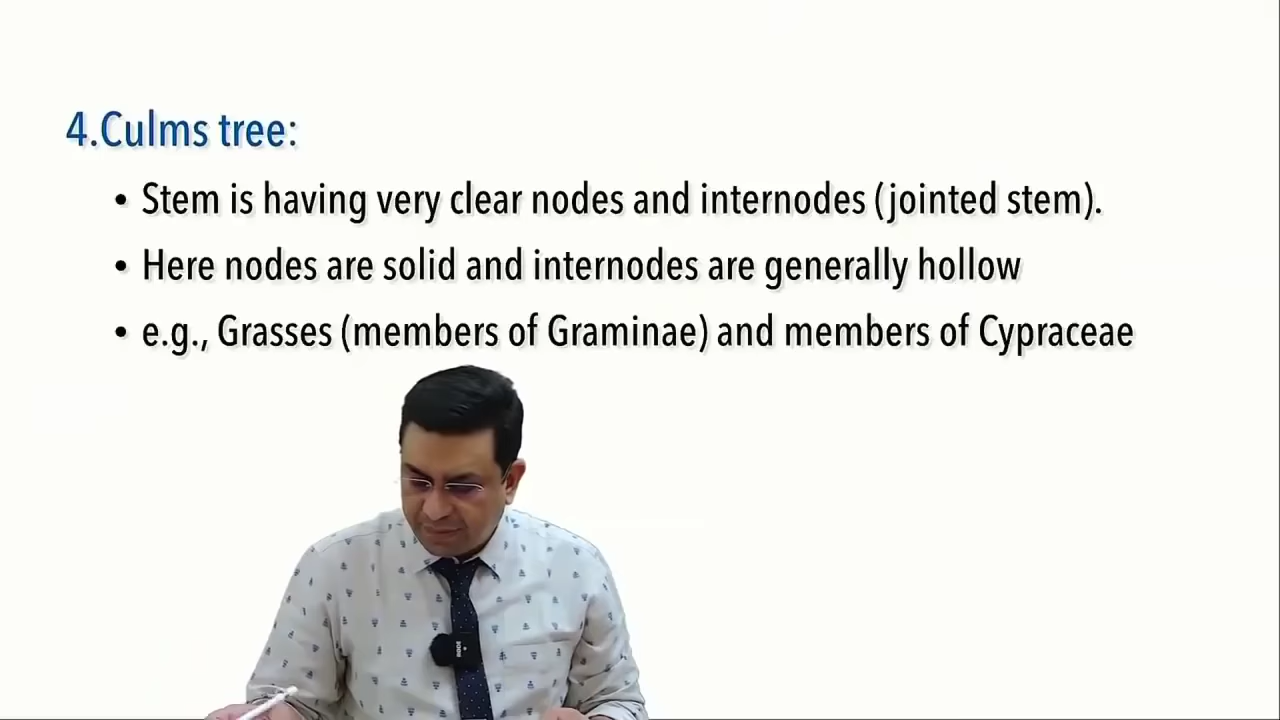 4.Culms tree:
• Stem is having very clear nodes and internodes (jointed stem).
• Here nodes are solid and internodes are generally hollow
• e.g., Grasses (members of Graminae) and members of Cypraceae
RODE